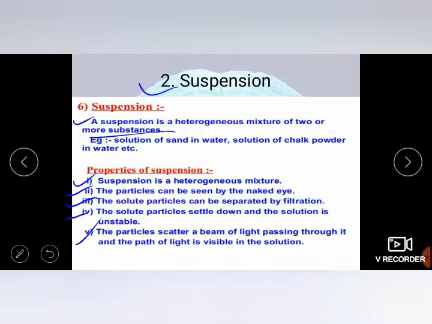 2. Suspension
6) Suspension :-
A suspension is a heterogeneous mixture of two or
more substances.
Eg :- solution of sand in water, solution of chalk powder
in water etc.
Properties of suspension :-
i) Suspension is a heterogeneous mixture.
ii) The particles can be seen by the naked eye.
iii) The solute particles can be separated by filtration.
iv) The solute particles settle down and the solution is
unstable.
v) The particles scatter a beam of light passing through it
and the path of light is visible in the solution.
V RECORDER